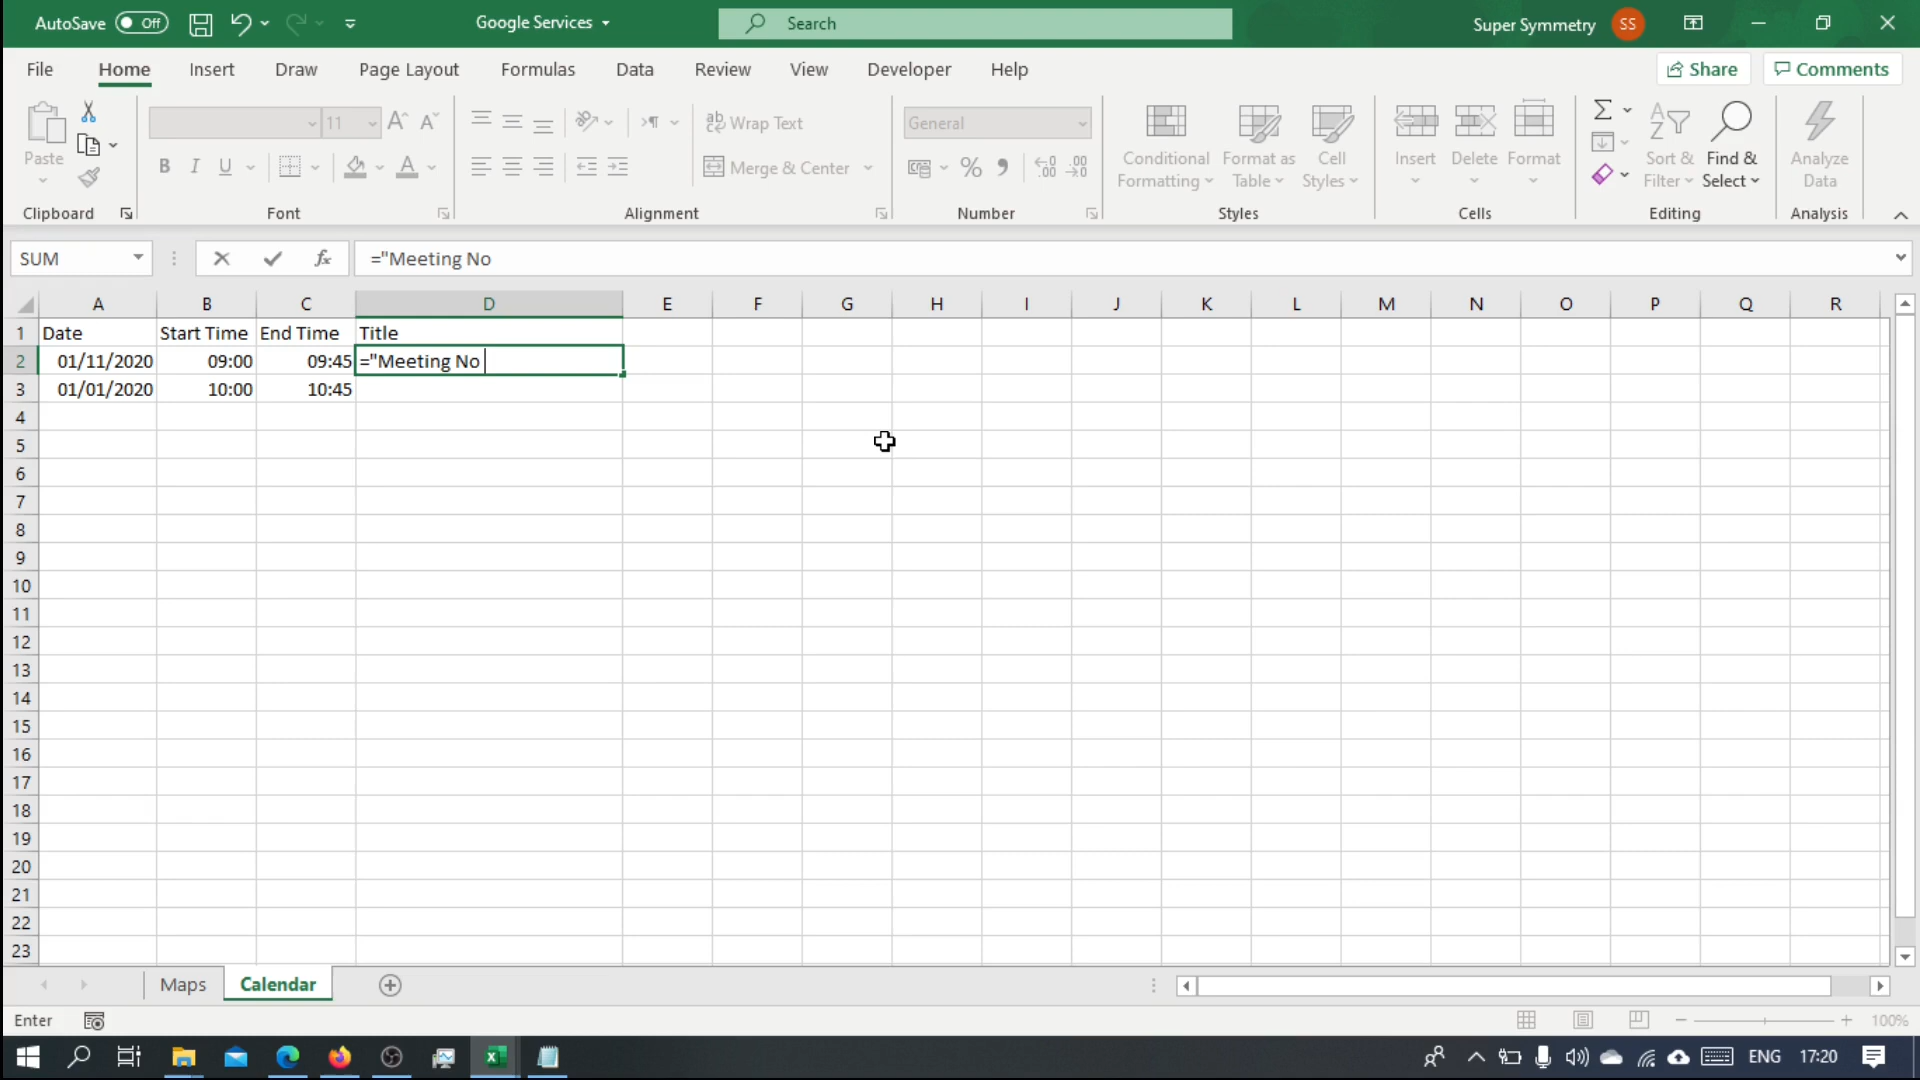 AutoSave Off Google Services Search Super Symmetry SS
File Home Insert Draw Page Layout Formulas Data Review View Developer Help Share Comments
Paste 11 B I U A A A ab Wrap Text Merge & Center General % Conditional Formatting Format as Table Cell Styles Insert Delete Format Sort & Filter Find & Select Analyze Data
Clipboard Font Alignment Number Styles Cells Editing Analysis
SUM fx ="Meeting No
A B C D E F G H I J K L M N O P Q R
1 Date Start Time End Time Title
2 01/11/2020 09:00 09:45 ="Meeting No
3 01/01/2020 10:00 10:45
4
5
6
7
8
9
10
11
12
13
14
15
16
17
18
19
20
21
22
23
Maps Calendar
Enter 100%
ENG 17:20